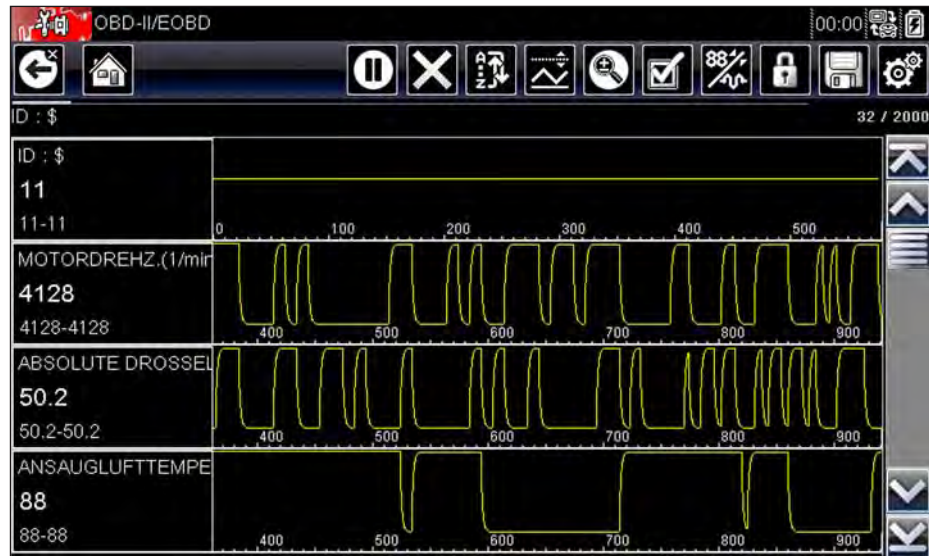 OBD-II/EOBD
00:00
ID : $
32 / 2000
ID : $
11
11-11
0 100 200 300 400 500
MOTORDREHZ.(1/min
4128
4128-4128
400 500 600 700 800 900
ABSOLUTE DROSSEL
50.2
50.2-50.2
400 500 600 700 800 900
ANSAUGLUFTTEMPE
88
88-88
400 500 600 700 800 900